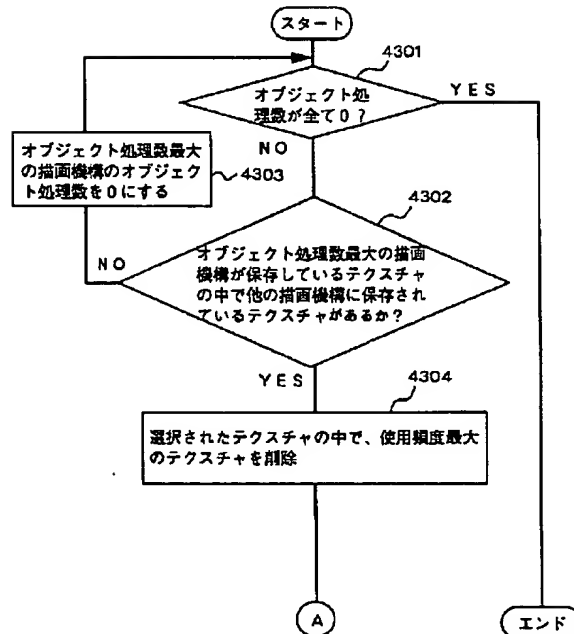 スタート
4301
オブジェクト処
理数が全て0?
YES
NO
オブジェクト処理数最大
の描画機構のオブジェク
ト処理数を0にする
4303
4302
NO
オブジェクト処理数最大の描画
機構が保存しているテクスチャ
の中で他の描画機構に保存され
ているテクスチャがあるか?
YES
4304
選択されたテクスチャの中で、使用頻度最大
のテクスチャを削除
A
エンド